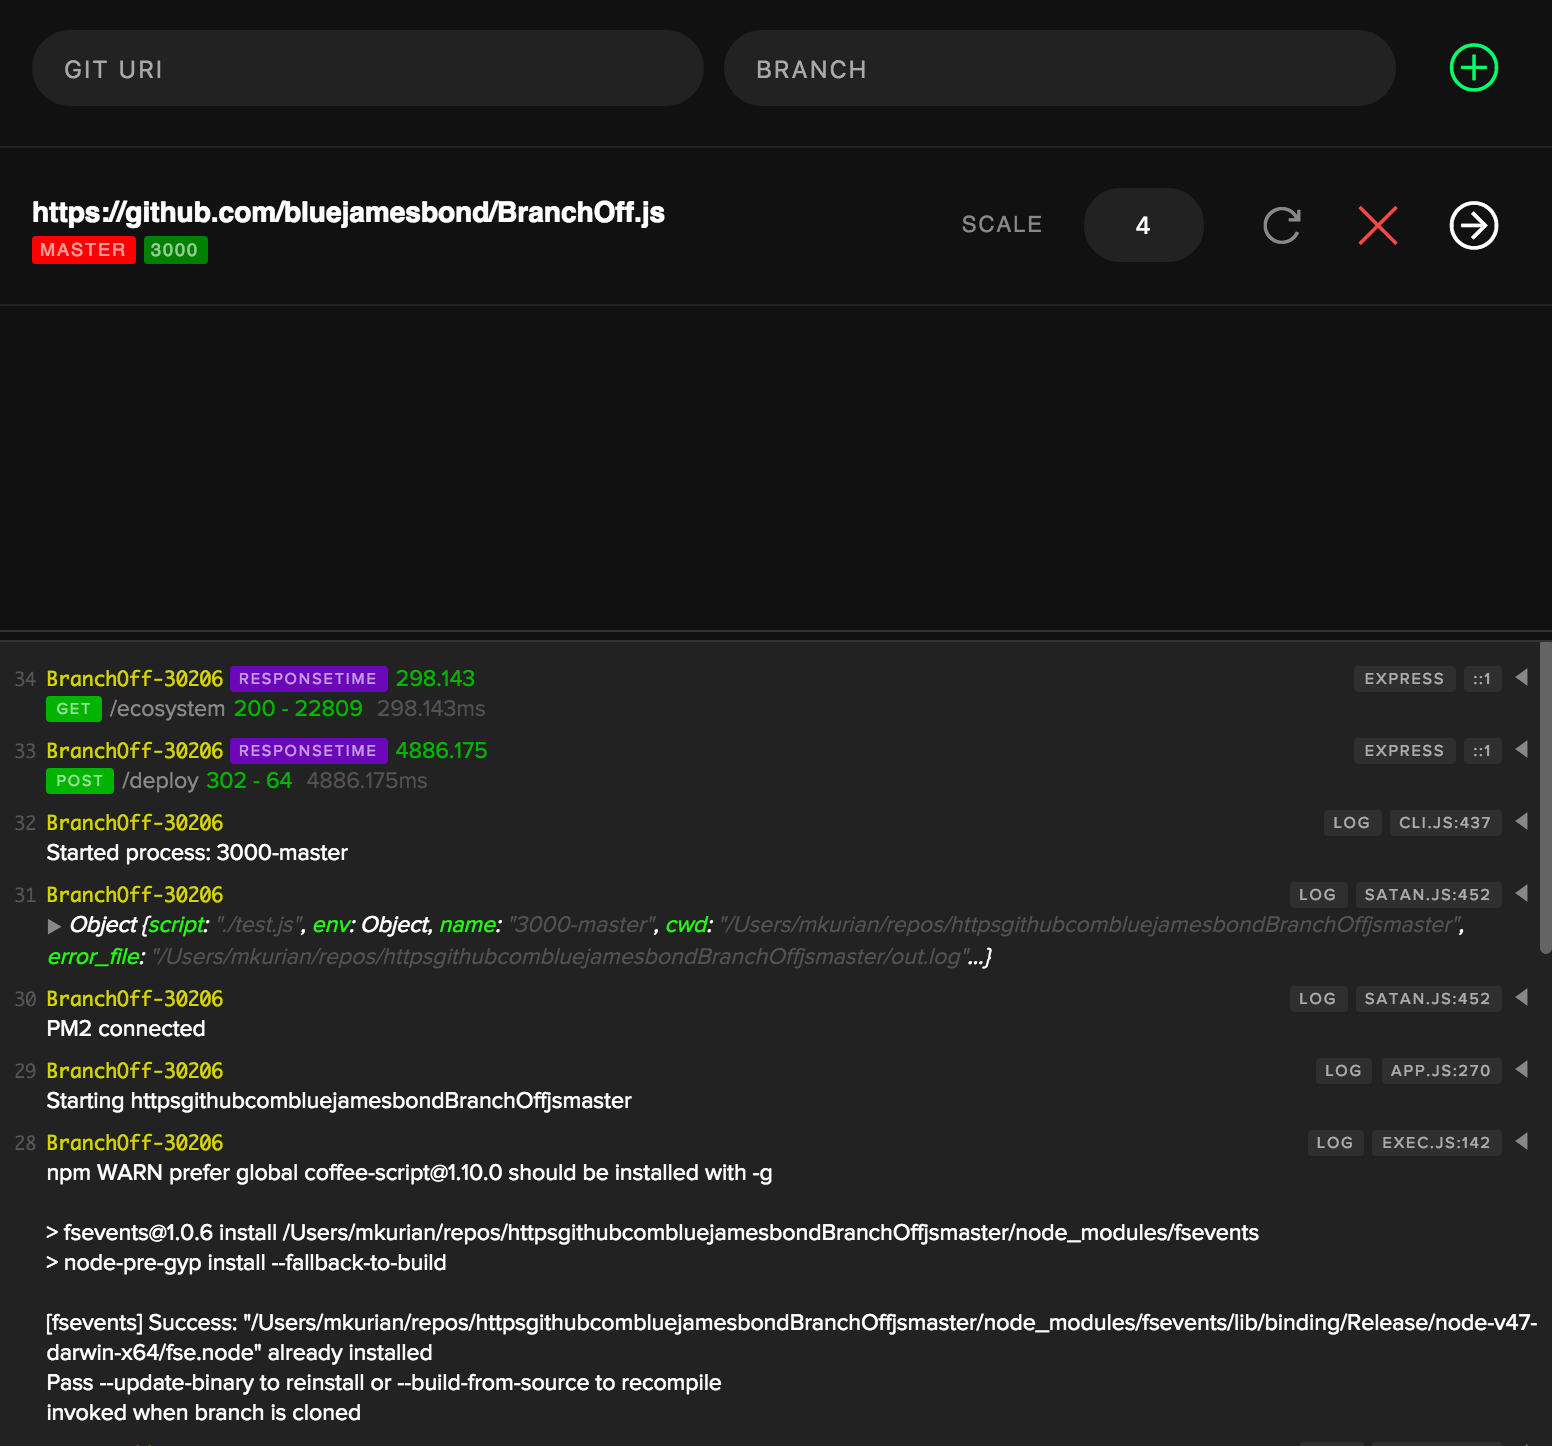 GIT URI
BRANCH
https://github.com/bluejamesbond/BranchOff.js
MASTER 3000
SCALE 4
34 BranchOff-30206 RESPONSETIME 298.143 EXPRESS ::1
GET /ecosystem 200 - 22809 298.143ms
33 BranchOff-30206 RESPONSETIME 4886.175 EXPRESS ::1
POST /deploy 302 - 64 4886.175ms
32 BranchOff-30206 LOG CLI.JS:437
Started process: 3000-master
31 BranchOff-30206 LOG SATAN.JS:452
Object {script: "./test.js", env: Object, name: "3000-master", cwd: "/Users/mkurian/repos/httpsgithubcombluejamesbondBranchOffjsmaster",
error_file: "/Users/mkurian/repos/httpsgithubcombluejamesbondBranchOffjsmaster/out.log"...}
30 BranchOff-30206 LOG SATAN.JS:452
PM2 connected
29 BranchOff-30206 LOG APP.JS:270
Starting httpsgithubcombluejamesbondBranchOffjsmaster
28 BranchOff-30206 LOG EXEC.JS:142
npm WARN prefer global coffee-script@1.10.0 should be installed with -g
> fsevents@1.0.6 install /Users/mkurian/repos/httpsgithubcombluejamesbondBranchOffjsmaster/node_modules/fsevents
> node-pre-gyp install --fallback-to-build
[fsevents] Success: "/Users/mkurian/repos/httpsgithubcombluejamesbondBranchOffjsmaster/node_modules/fsevents/lib/binding/Release/node-v47-
darwin-x64/fse.node" already installed
Pass --update-binary to reinstall or --build-from-source to recompile
invoked when branch is cloned